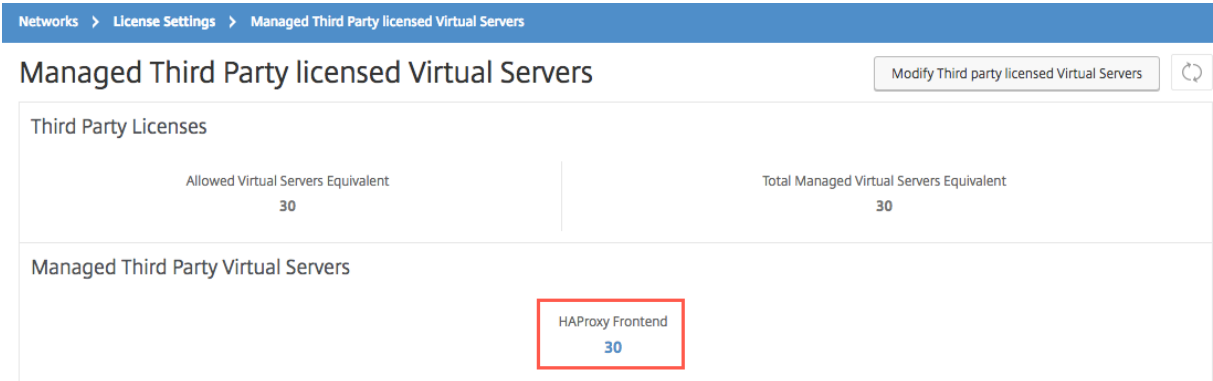 Networks > License Settings > Managed Third Party licensed Virtual Servers
Managed Third Party licensed Virtual Servers
Modify Third party licensed Virtual Servers
Third Party Licenses
Allowed Virtual Servers Equivalent
30
Total Managed Virtual Servers Equivalent
30
Managed Third Party Virtual Servers
HAProxy Frontend
30